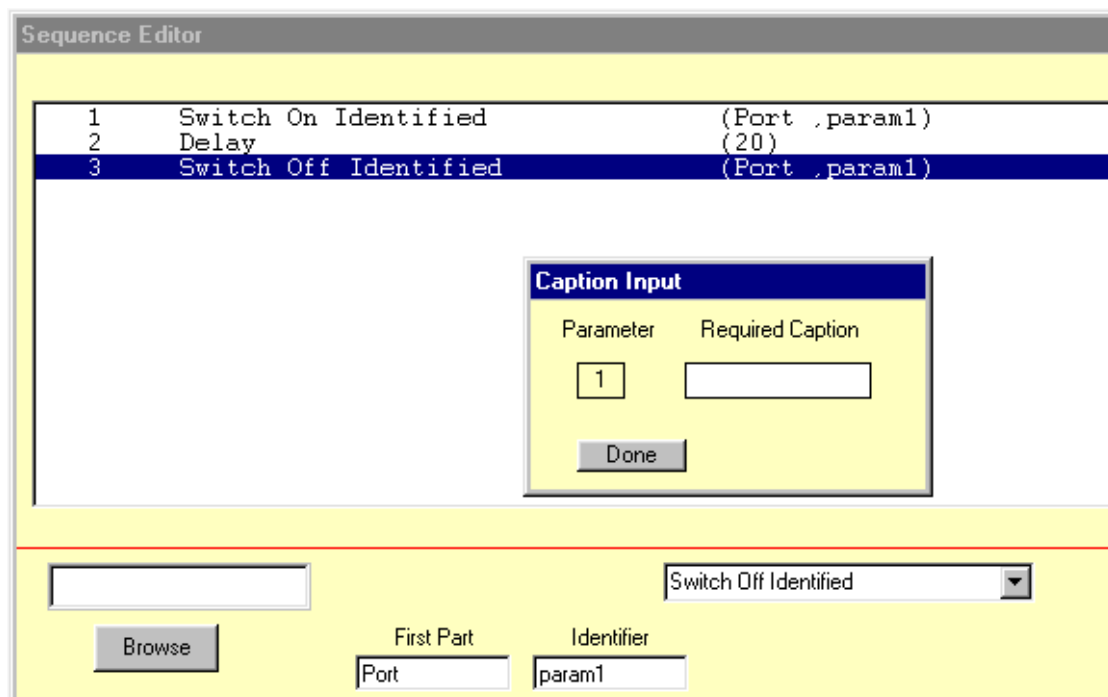 Sequence Editor
1 Switch On Identified (Port ,param1)
2 Delay (20)
3 Switch Off Identified (Port ,param1)
Caption Input
Parameter Required Caption
1
Done
Switch Off Identified
Browse First Part Identifier
Port param1